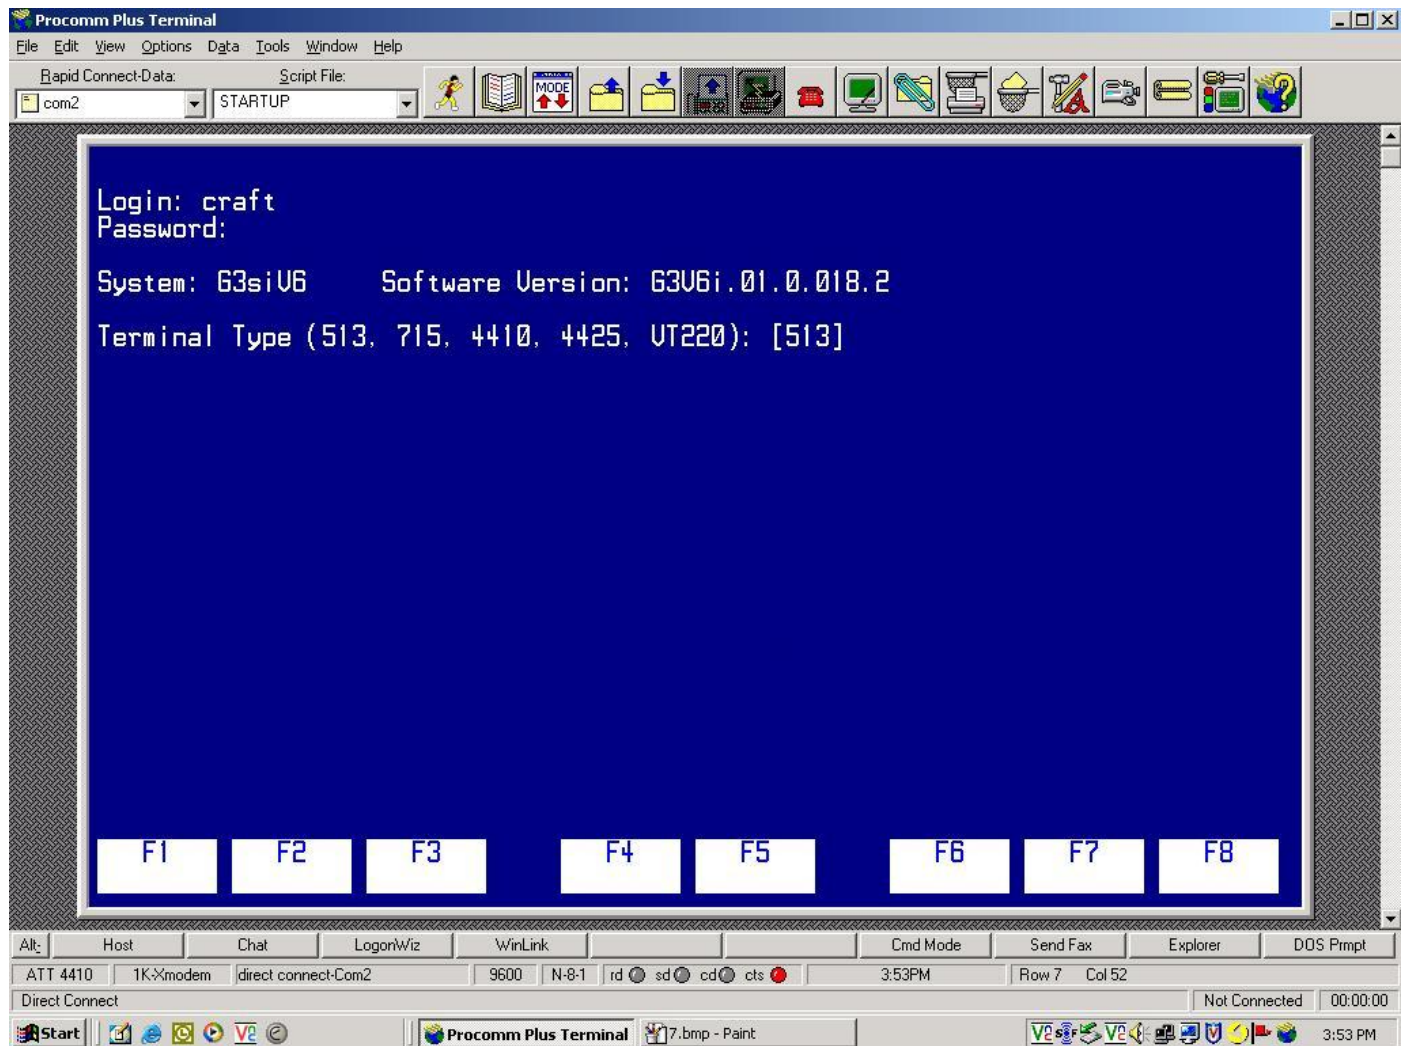 Procomm Plus Terminal
File Edit View Options Data Tools Window Help
Rapid Connect-Data: Script File:
com2 STARTUP
MODE
Login: craft
Password:
System: G3siV6 Software Version: G3V6i.01.0.018.2
Terminal Type (513, 715, 4410, 4425, VT220): [513]
F1 F2 F3 F4 F5 F6 F7 F8
Alt- Host Chat LogonWiz WinLink Cmd Mode Send Fax Explorer DOS Prmpt
ATT 4410 1K-Xmodem direct connect-Com2 9600 N-8-1 rd sd cd cts 3:53PM Row 7 Col 52
Direct Connect Not Connected 00:00:00
Start Procomm Plus Terminal 7.bmp - Paint 3:53 PM